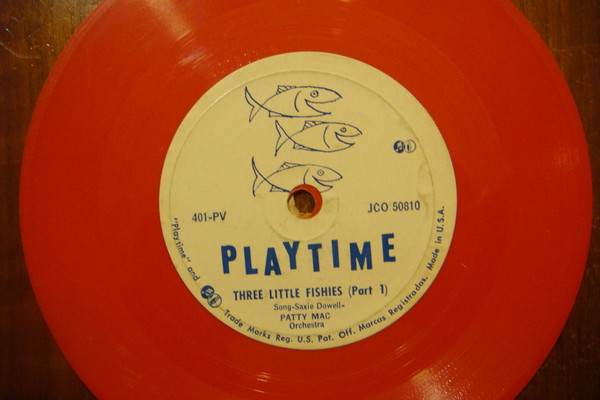 401-PV
JCO 50810
PLAYTIME
THREE LITTLE FISHIES (Part 1)
Song-Saxie Dowell-
PATTY MAC
Orchestra
"Playtime" and Trade Marks Reg. U.S. Pat. Off. Marcas Registradas. Made in U.S.A.